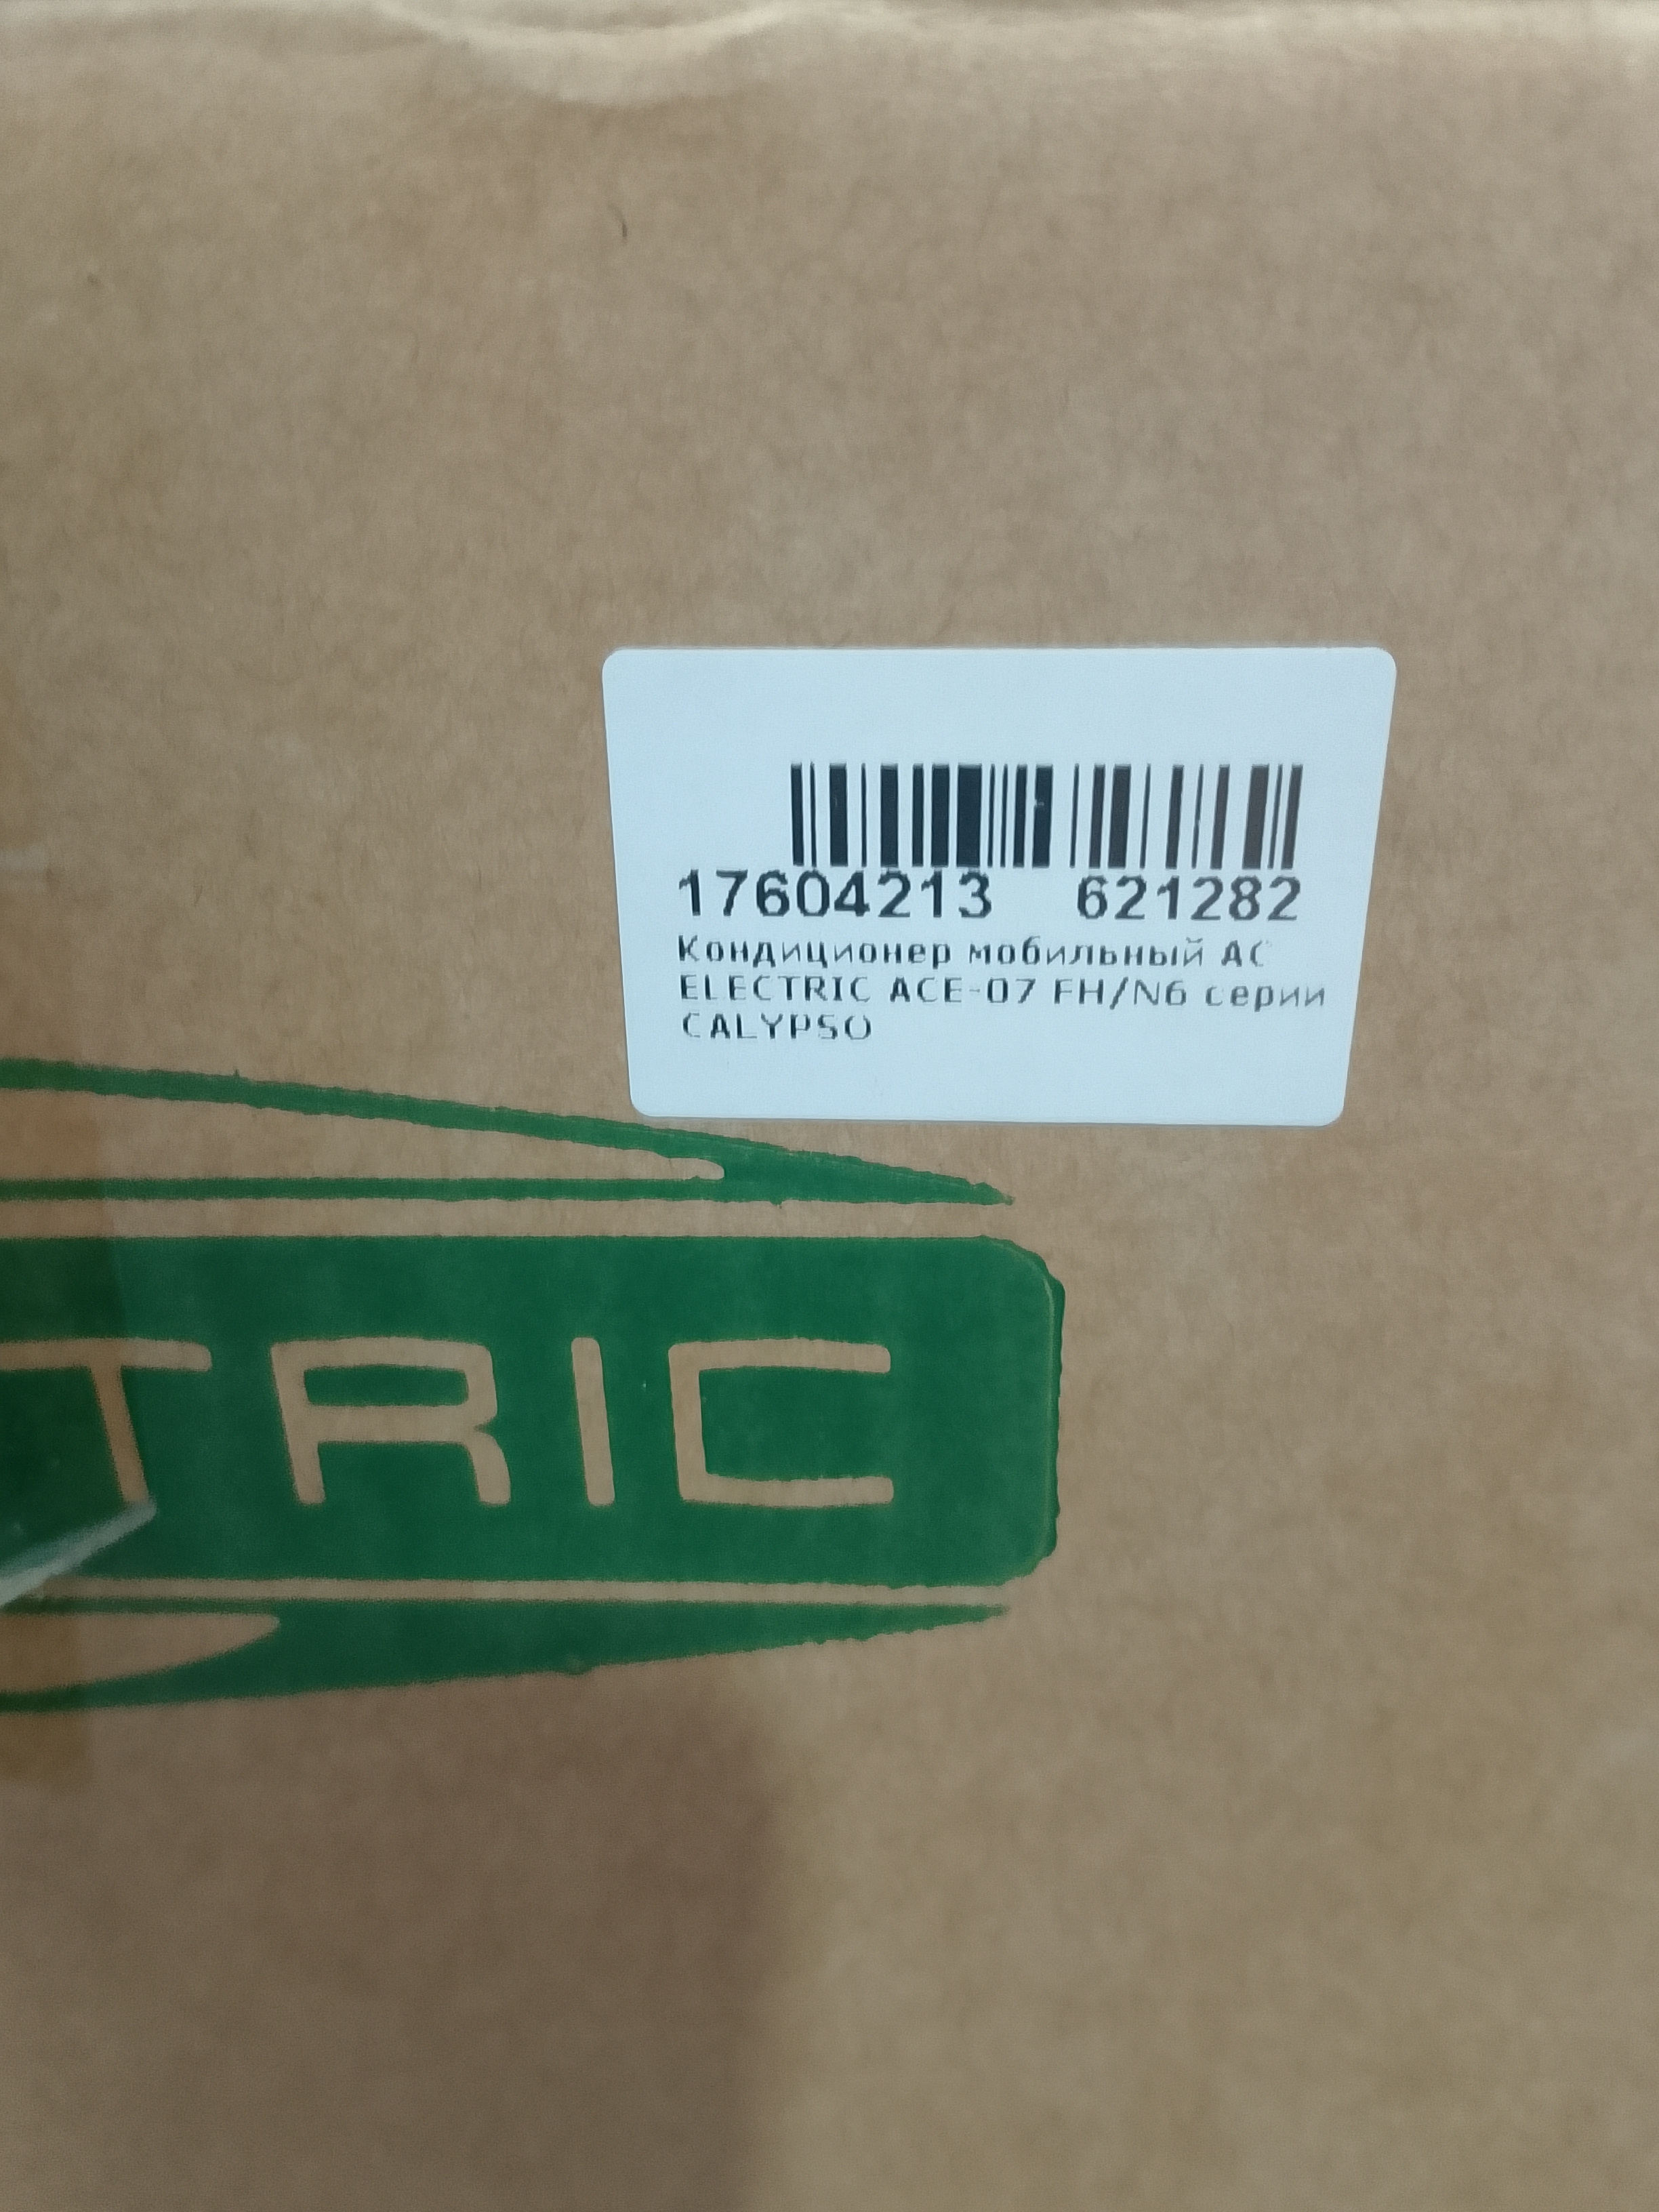 17604213 621282
Кондиционер мобильный AC
ELECTRIC ACE-07 FH/N6 серии
CALYPSO
TRIC